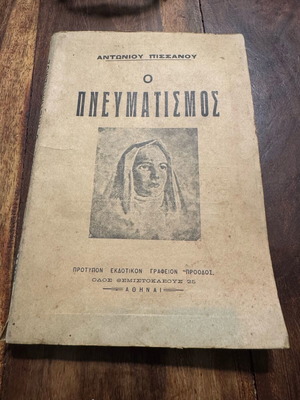 ΑΝΤΩΝΙΟΥ ΠΙΣΣΑΝΟΥ
Ο
ΠΝΕΥΜΑΤΙΣΜΟΣ
ΠΡΟΤΥΠΟΝ ΕΚΔΟΤΙΚΟΝ ΓΡΑΦΕΙΟΝ "ΠΡΟΟΔΟΣ,,
ΟΔΟΣ ΘΕΜΙΣΤΟΚΛΕΟΥΣ 25
ΑΘΗΝΑΙ